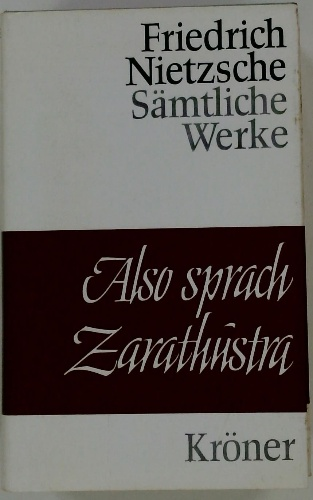 Friedrich
Nietzsche
Sämtliche
Werke
Also sprach
Zarathustra
Kröner